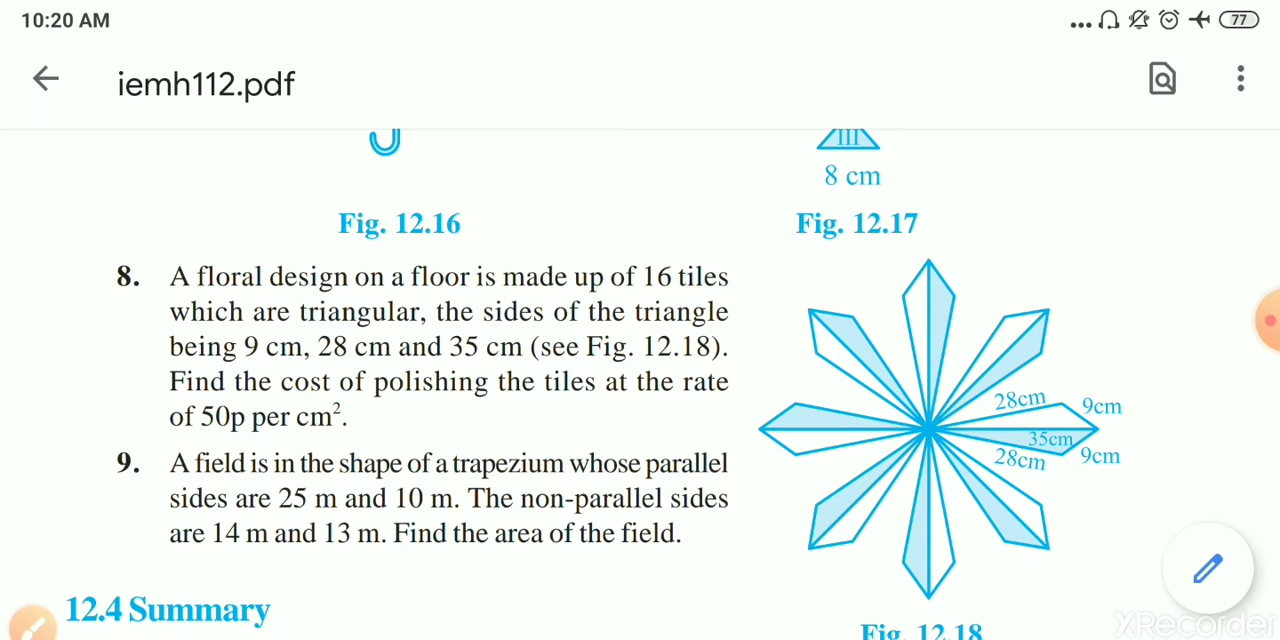 10:20 AM
77
iemh112.pdf
III
8 cm
Fig. 12.16
Fig. 12.17
8. A floral design on a floor is made up of 16 tiles
which are triangular, the sides of the triangle
being 9 cm, 28 cm and 35 cm (see Fig. 12.18).
Find the cost of polishing the tiles at the rate
of 50p per cm².
28cm
9cm
35cm
28cm
9cm
9. A field is in the shape of a trapezium whose parallel
sides are 25 m and 10 m. The non-parallel sides
are 14 m and 13 m. Find the area of the field.
12.4 Summary
Fig. 12.18
XRecorder